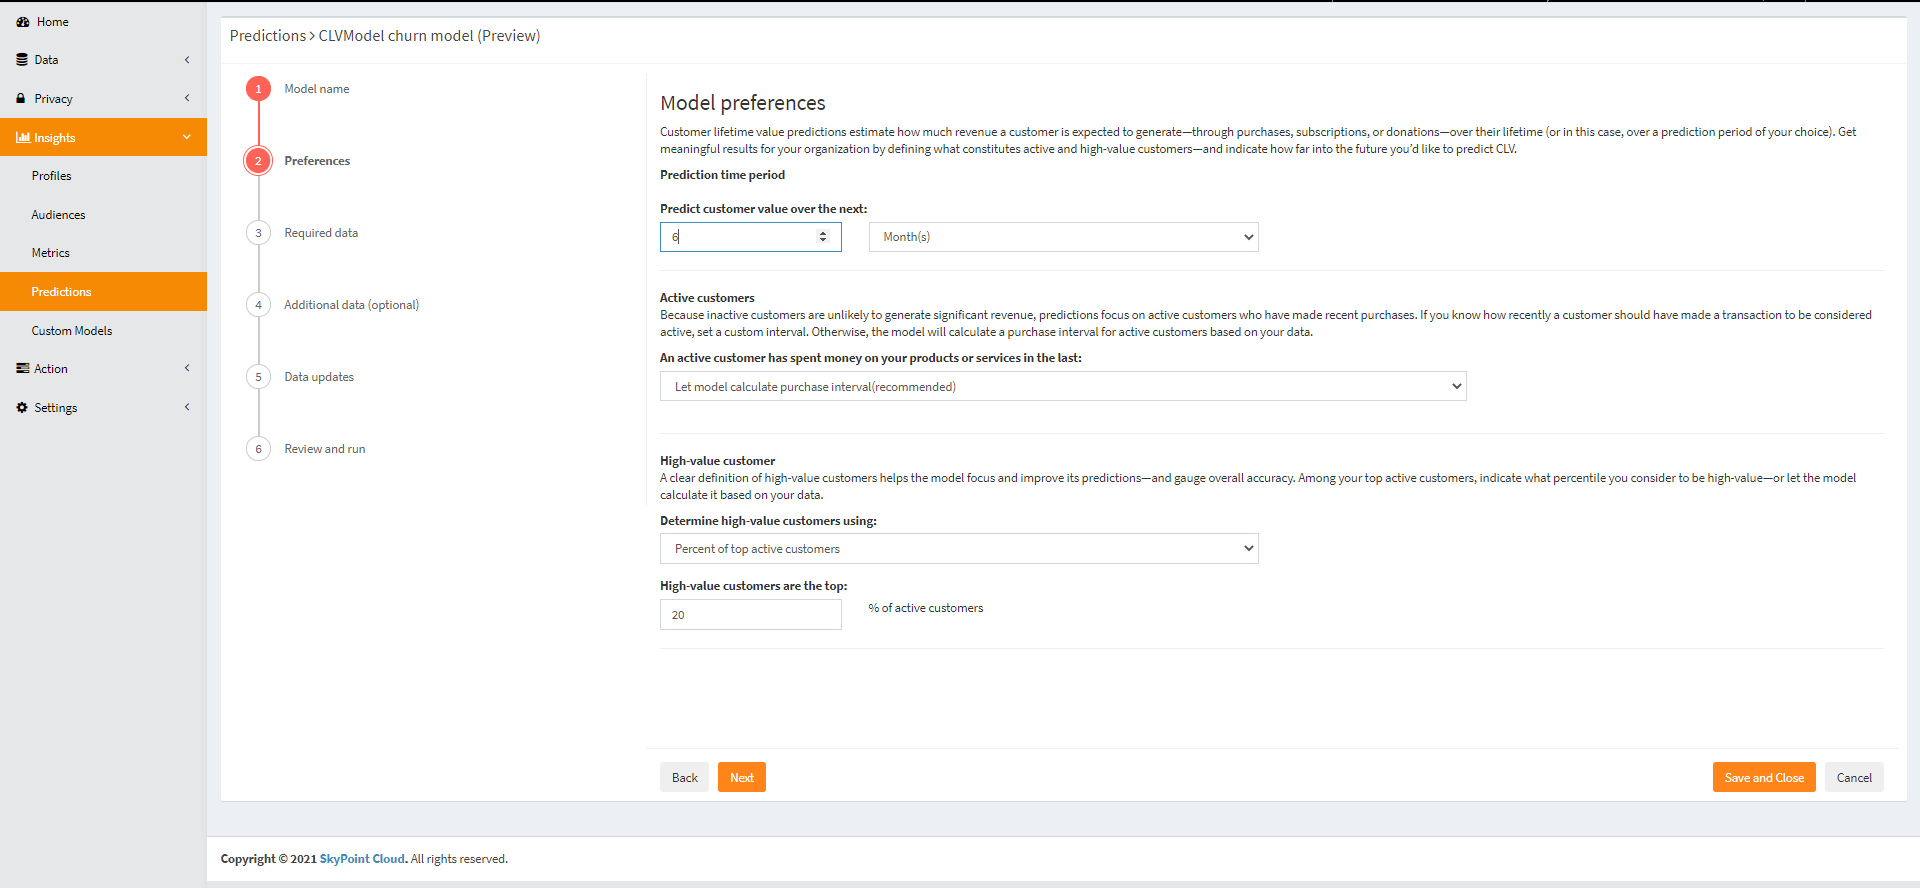 Home
Data
Privacy
Insights
Profiles
Audiences
Metrics
Predictions
Custom Models
Action
Settings
Predictions > CLVModel churn model (Preview)
1 Model name
2 Preferences
3 Required data
4 Additional data (optional)
5 Data updates
6 Review and run
Model preferences
Customer lifetime value predictions estimate how much revenue a customer is expected to generate—through purchases, subscriptions, or donations—over their lifetime (or in this case, over a prediction period of your choice). Get
meaningful results for your organization by defining what constitutes active and high-value customers—and indicate how far into the future you'd like to predict CLV.
Prediction time period
Predict customer value over the next:
6 Month(s)
Active customers
Because inactive customers are unlikely to generate significant revenue, predictions focus on active customers who have made recent purchases. If you know how recently a customer should have made a transaction to be considered
active, set a custom interval. Otherwise, the model will calculate a purchase interval for active customers based on your data.
An active customer has spent money on your products or services in the last:
Let model calculate purchase interval(recommended)
High-value customer
A clear definition of high-value customers helps the model focus and improve its predictions—and gauge overall accuracy. Among your top active customers, indicate what percentile you consider to be high-value—or let the model
calculate it based on your data.
Determine high-value customers using:
Percent of top active customers
High-value customers are the top:
20 % of active customers
Back Next Save and Close Cancel
Copyright © 2021 SkyPoint Cloud. All rights reserved.